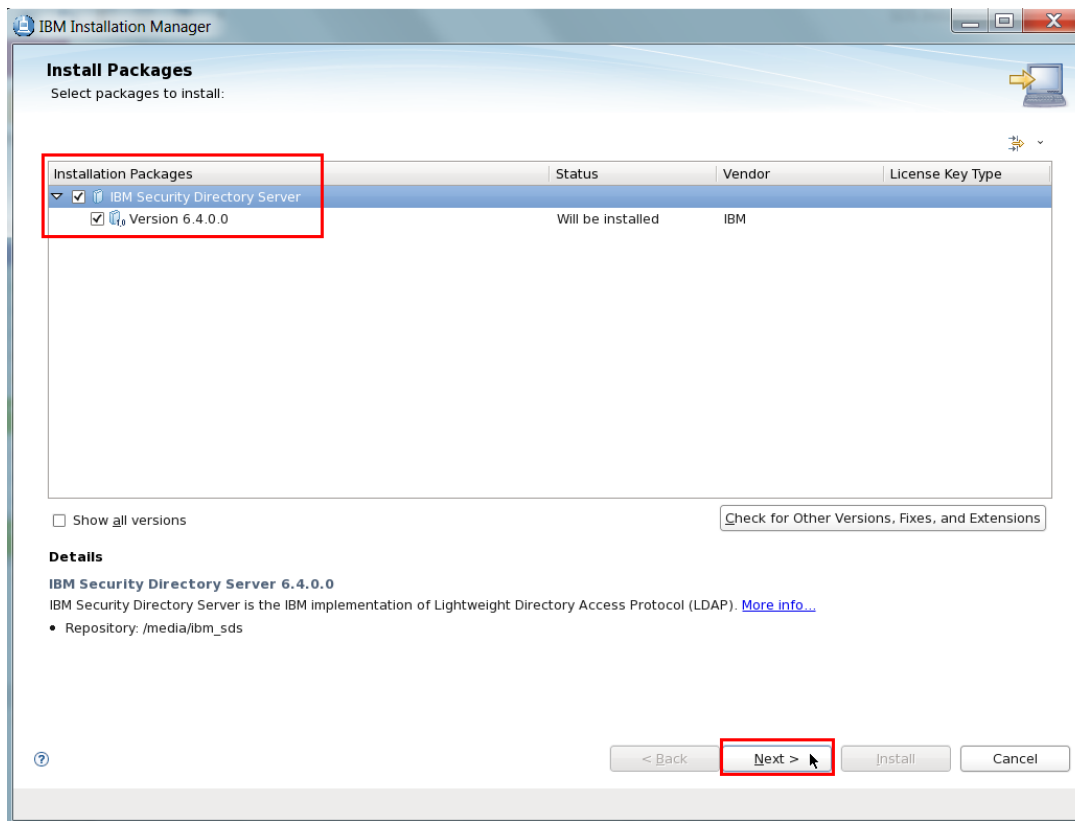 IBM Installation Manager
Install Packages
Select packages to install:
Installation Packages Status Vendor License Key Type
IBM Security Directory Server
Version 6.4.0.0 Will be installed IBM
Show all versions Check for Other Versions, Fixes, and Extensions
Details
IBM Security Directory Server 6.4.0.0
IBM Security Directory Server is the IBM implementation of Lightweight Directory Access Protocol (LDAP). More info...
• Repository: /media/ibm_sds
< Back Next > Install Cancel